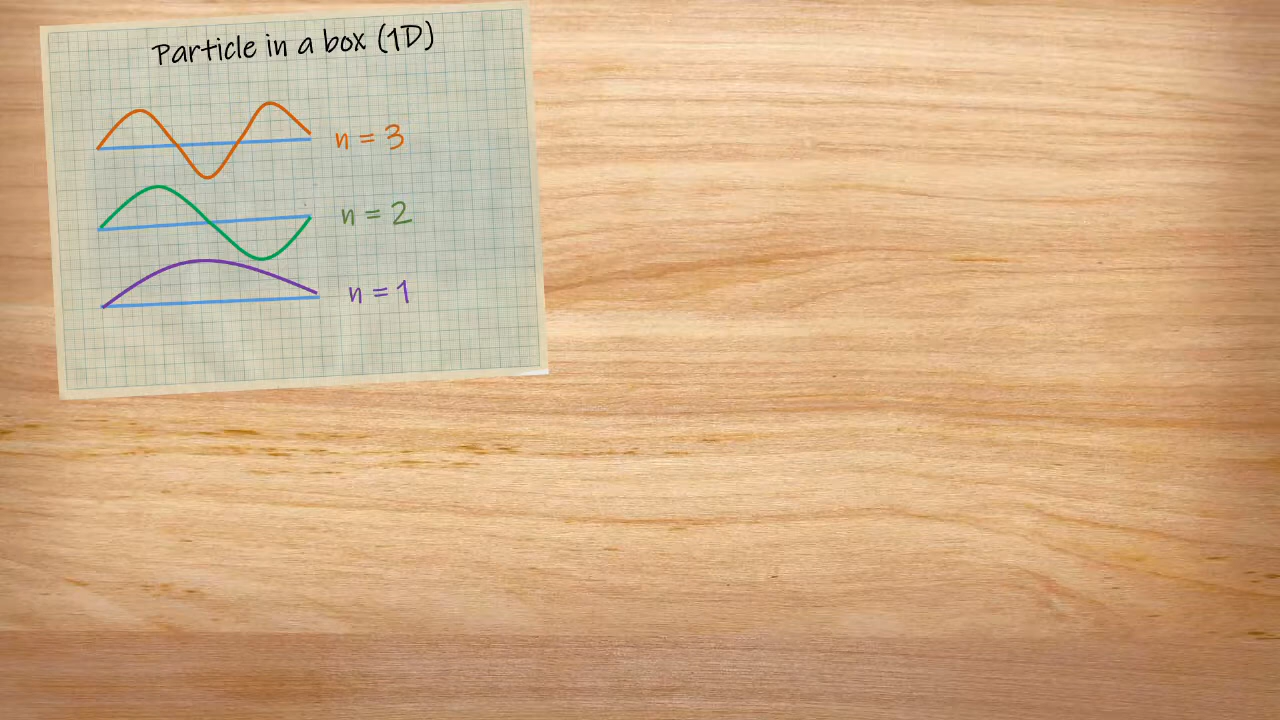 Particle in a box (1D)
n = 3
n = 2
n = 1